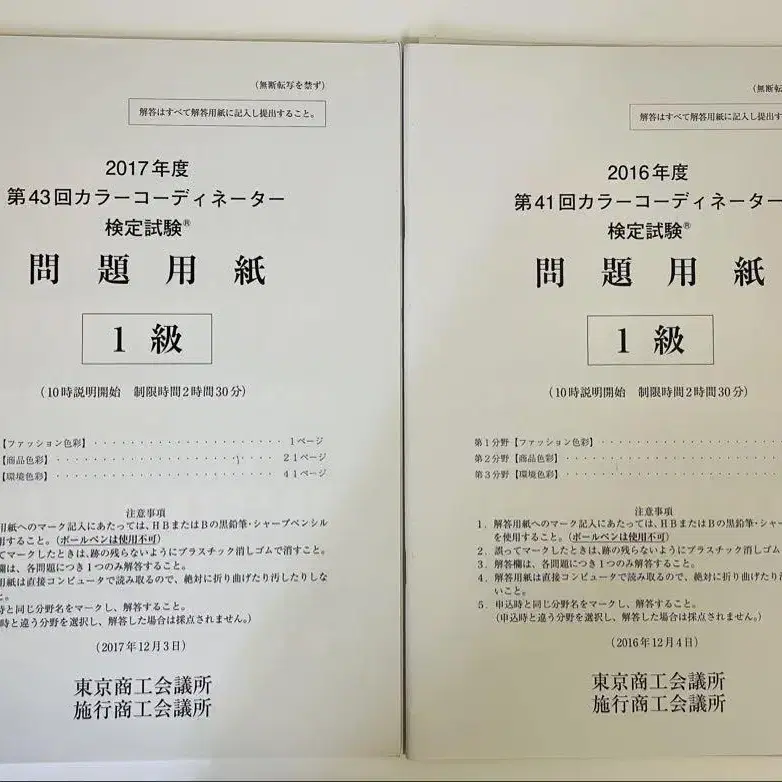 （無断転写を禁ず）
解答はすべて解答用紙に記入し提出すること。
2017年度
第43回カラーコーディネーター
検定試験®
問題用紙
1級
（10時説明開始　制限時間2時間30分）
【ファッション色彩】・・・・・・・・・・・・・・・・・・・・1ページ
【商品色彩】・・・・・・・・・・・・・・・・・・・・・・・21ページ
【環境色彩】・・・・・・・・・・・・・・・・・・・・・・・41ページ
注意事項
用紙へのマーク記入にあたっては、ＨＢまたはＢの黒鉛筆・シャープペンシル
用すること。（ボールペンは使用不可）
てマークしたときは、跡の残らないようにプラスチック消しゴムで消すこと。
欄は、各問題につき1つのみ解答すること。
用紙は直接コンピュータで読み取るので、絶対に折り曲げたり汚したりしな
と。
時と同じ分野名をマークし、解答すること。
時と違う分野を選択し、解答した場合は採点されません。）
（2017年12月3日）
東京商工会議所
施行商工会議所
（無断転
解答はすべて解答用紙に記入し提出す
2016年度
第41回カラーコーディネーター
検定試験®
問題用紙
1級
（10時説明開始　制限時間2時間30分）
第1分野【ファッション色彩】・・・・・・・・・・・・・・
第2分野【商品色彩】・・・・・・・・・・・・・・・・・
第3分野【環境色彩】・・・・・・・・・・・・・・・・・
注意事項
1．解答用紙へのマーク記入にあたっては、ＨＢまたはＢの黒鉛筆・シャー
を使用すること。（ボールペンは使用不可）
2．誤ってマークしたときは、跡の残らないようにプラスチック消しゴム
3．解答欄は、各問題につき1つのみ解答すること。
4．解答用紙は直接コンピュータで読み取るので、絶対に折り曲げたり汚
いこと。
5．申込時と同じ分野名をマークし、解答すること。
（申込時と違う分野を選択し、解答した場合は採点されません。）
（2016年12月4日）
東京商工会議所
施行商工会議所